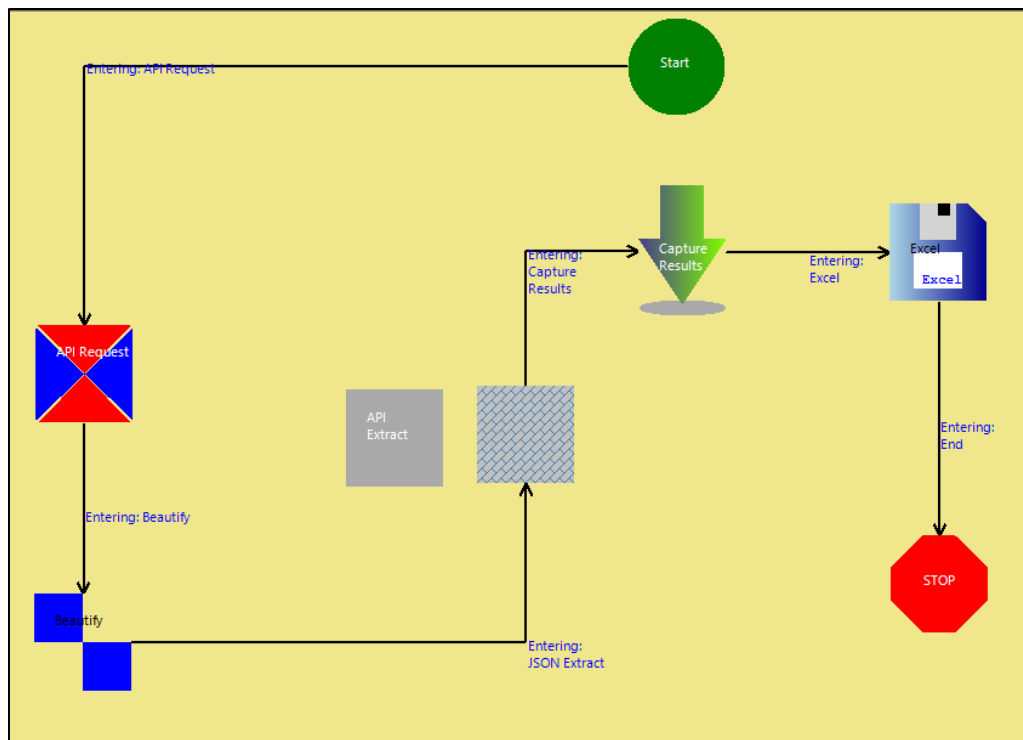 Start
Entering: API Request
Capture
Results
Entering:
Capture
Results
Entering:
Excel
Excel
Excel
API Request
API
Extract
Entering:
End
Entering: Beautify
STOP
Beautify
Entering:
JSON Extract